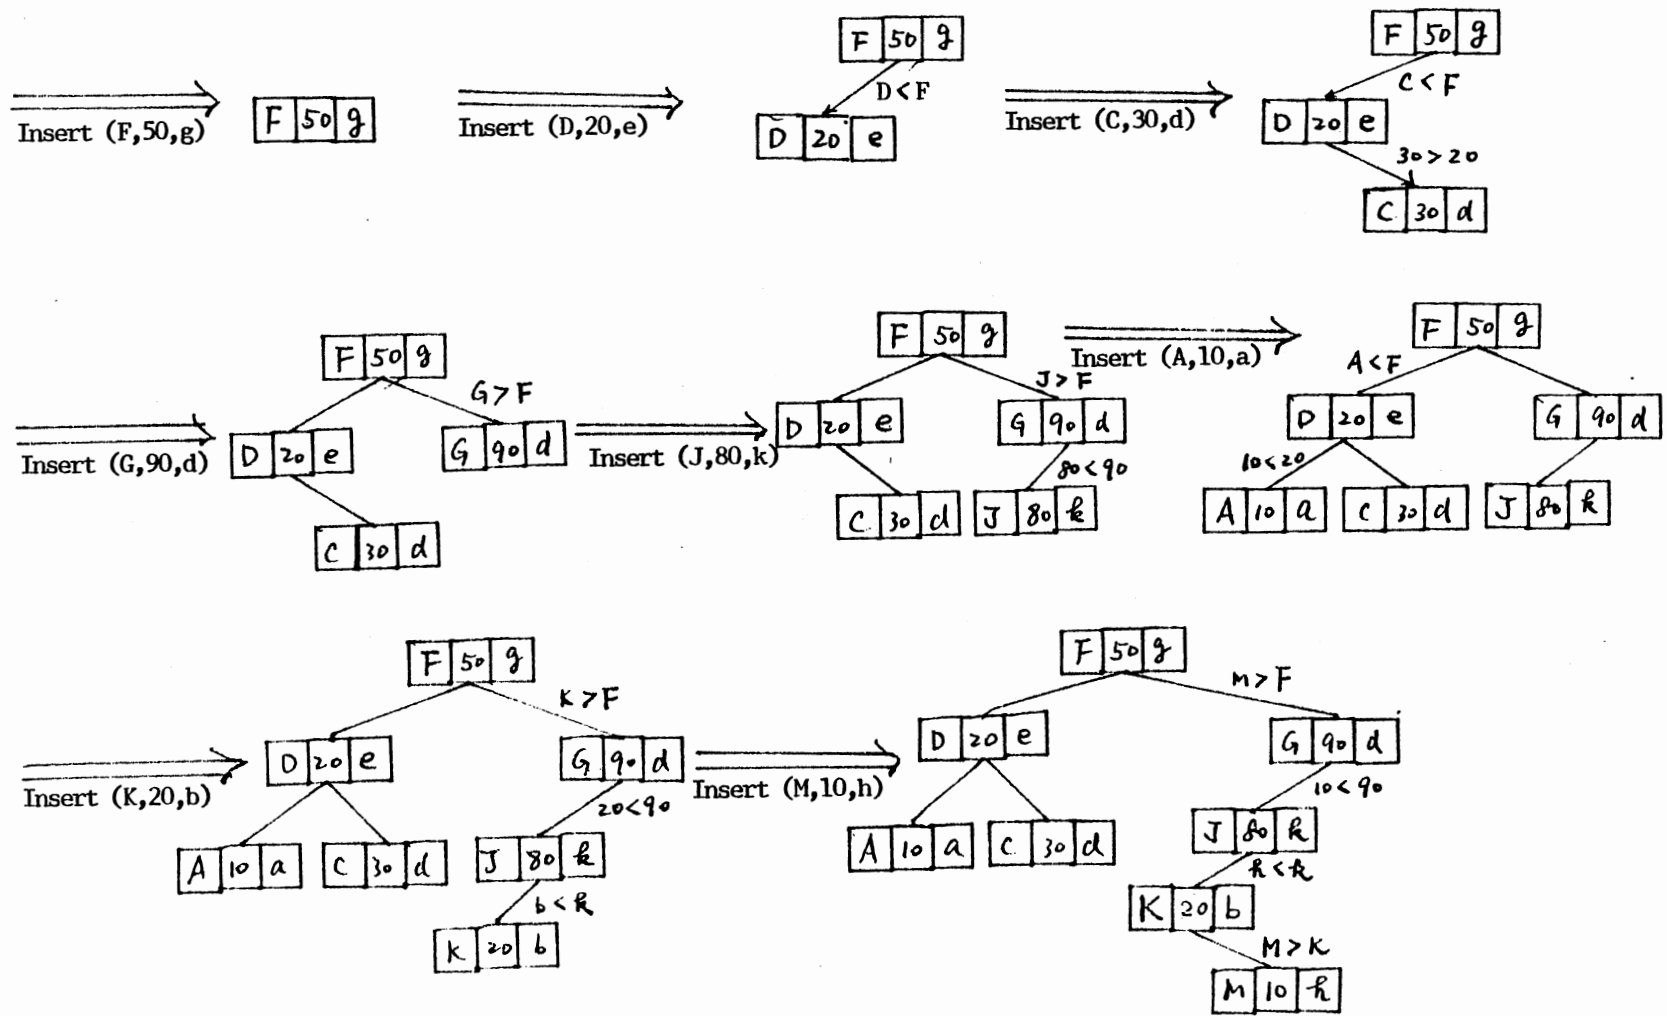 F 50 g
D<F
D 20 e
F 50 g
C<F
D 20 e
30>20
C 30 d
Insert (F,50,g)
F 50 g
Insert (D,20,e)
Insert (C,30,d)
F 50 g
G>F
D 20 e
G 90 d
C 30 d
Insert (G,90,d)
F 50 g
J>F
D 20 e
G 90 d
80<90
C 30 d
J 80 k
Insert (J,80,k)
Insert (A,10,a)
F 50 g
A<F
D 20 e
G 90 d
10<20
A 10 a
C 30 d
J 80 k
Insert (K,20,b)
F 50 g
K>F
D 20 e
G 90 d
20<90
A 10 a
C 30 d
J 80 k
b<k
K 20 b
Insert (M,10,h)
F 50 g
M>F
D 20 e
G 90 d
10<90
A 10 a
C 30 d
J 80 k
h<k
K 20 b
M>K
M 10 h